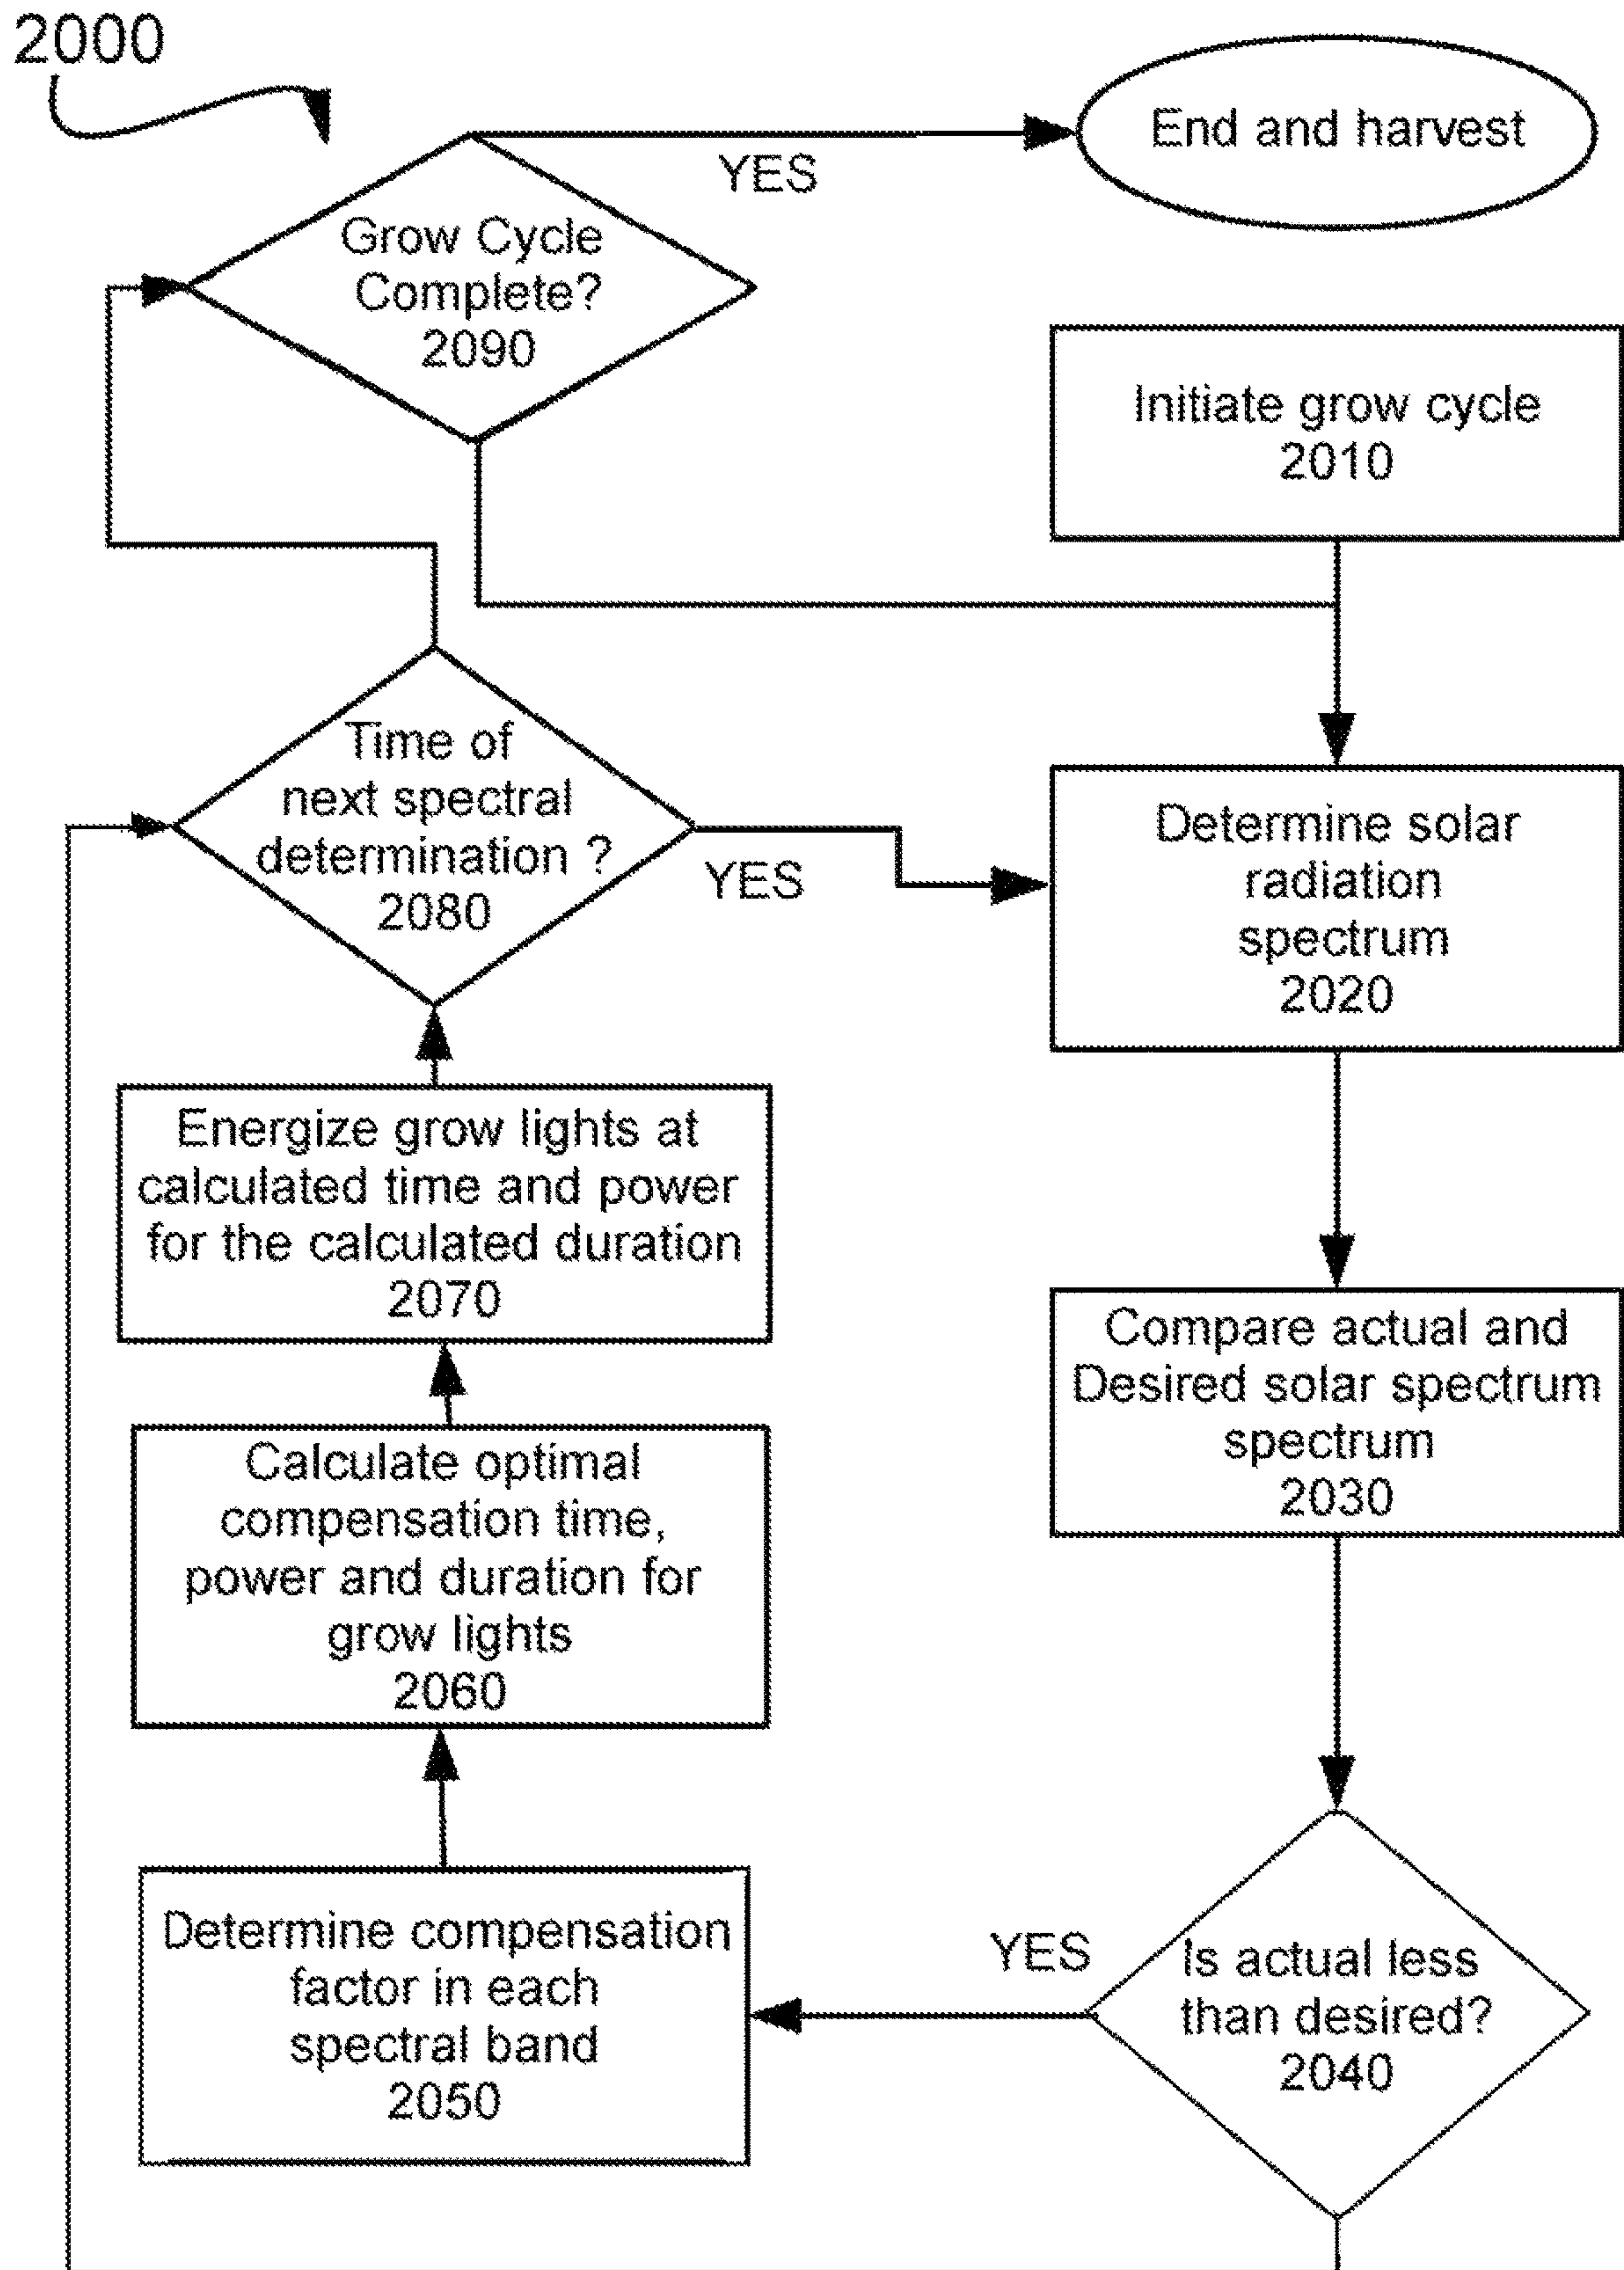 2000
End and harvest
YES
Grow Cycle
Complete?
2090
Initiate grow cycle
2010
Time of
next spectral
determination ?
2080
YES
Determine solar
radiation
spectrum
2020
Energize grow lights at
calculated time and power
for the calculated duration
2070
Compare actual and
Desired solar spectrum
spectrum
2030
Calculate optimal
compensation time,
power and duration for
grow lights
2060
Determine compensation
factor in each
spectral band
2050
YES
Is actual less
than desired?
2040